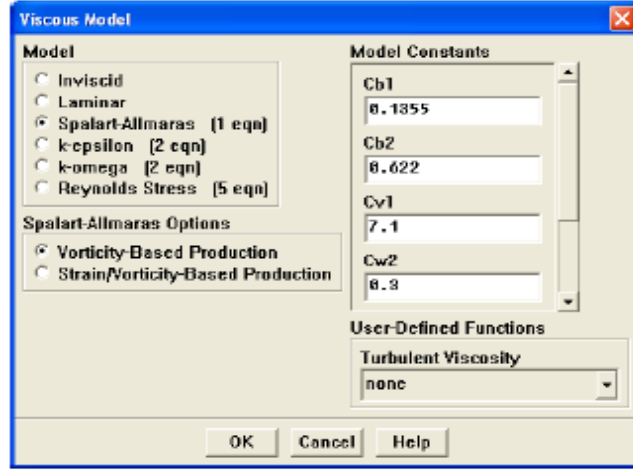 Viscous Model
Model
Inviscid
Laminar
Spalart-Allmaras (1 eqn)
k-epsilon (2 eqn)
k-omega (2 eqn)
Reynolds Stress (5 eqn)
Spalart-Allmaras Options
Vorticity-Based Production
Strain/Vorticity-Based Production
Model Constants
Cb1
0.1355
Cb2
0.622
Cv1
7.1
Cw2
0.3
User-Defined Functions
Turbulent Viscosity
none
OK Cancel Help